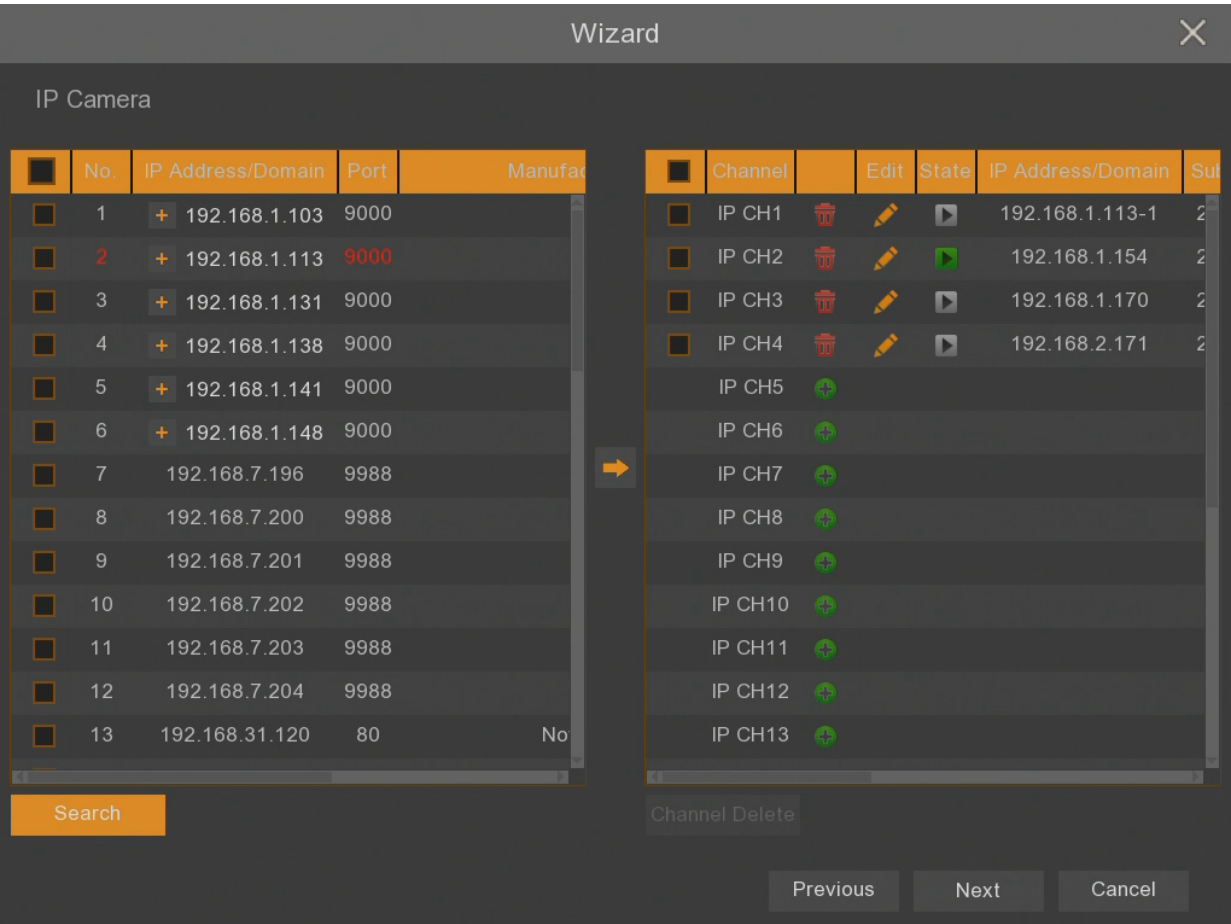 Wizard
IP Camera
No. IP Address/Domain Port Manufac
1 + 192.168.1.103 9000
2 + 192.168.1.113 9000
3 + 192.168.1.131 9000
4 + 192.168.1.138 9000
5 + 192.168.1.141 9000
6 + 192.168.1.148 9000
7 192.168.7.196 9988
8 192.168.7.200 9988
9 192.168.7.201 9988
10 192.168.7.202 9988
11 192.168.7.203 9988
12 192.168.7.204 9988
13 192.168.31.120 80 No
Search
Channel Edit State IP Address/Domain Sub
IP CH1 192.168.1.113-1 2
IP CH2 192.168.1.154 2
IP CH3 192.168.1.170 2
IP CH4 192.168.2.171 2
IP CH5
IP CH6
IP CH7
IP CH8
IP CH9
IP CH10
IP CH11
IP CH12
IP CH13
Channel Delete
Previous Next Cancel